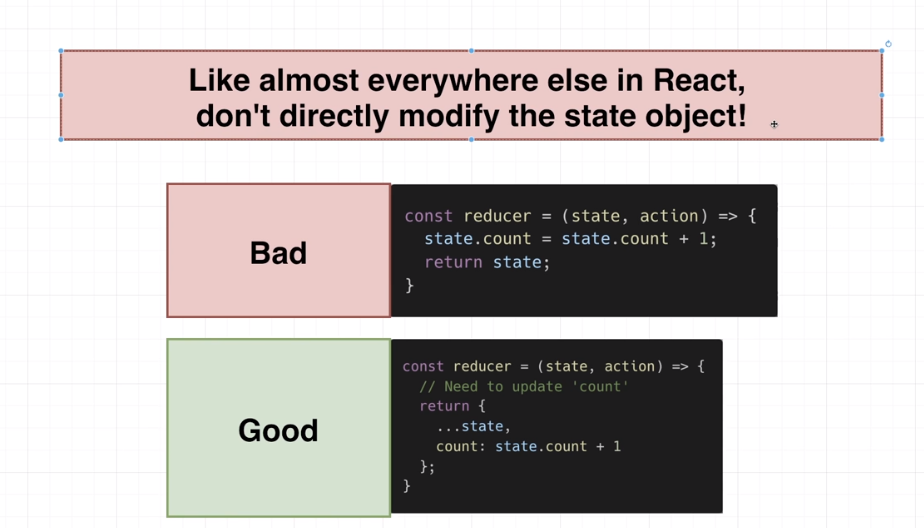 Like almost everywhere else in React,
don't directly modify the state object!
Bad
const reducer = (state, action) => {
  state.count = state.count + 1;
  return state;
}
Good
const reducer = (state, action) => {
  // Need to update 'count'
  return {
    ...state,
    count: state.count + 1
  };
}